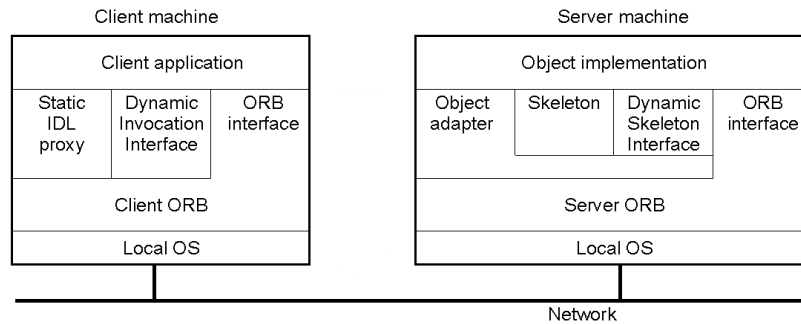 Client machine
Server machine
Client application
Object implementation
Static
IDL
proxy
Dynamic
Invocation
Interface
ORB
interface
Object
adapter
Skeleton
Dynamic
Skeleton
Interface
ORB
interface
Client ORB
Server ORB
Local OS
Local OS
Network